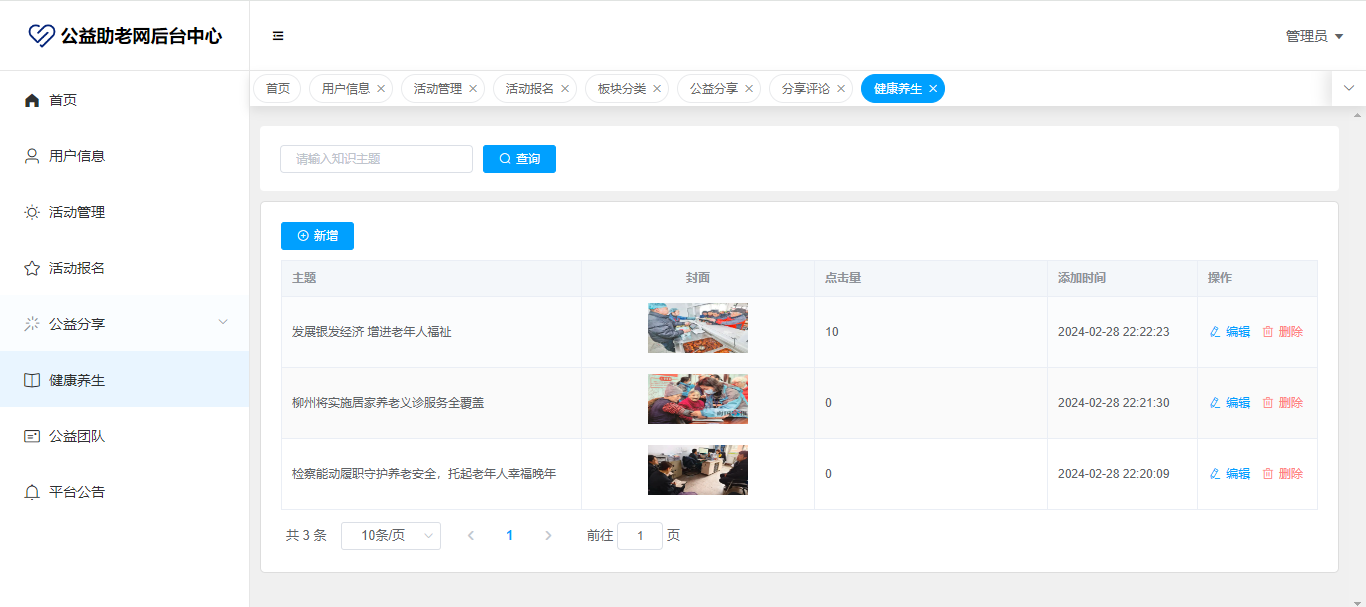 公益助老网后台中心
管理员
首页
用户信息
活动管理
活动报名
公益分享
健康养生
公益团队
平台公告
首页 用户信息 活动管理 活动报名 板块分类 公益分享 分享评论 健康养生
请输入知识主题 查询
新增
主题 封面 点击量 添加时间 操作
发展银发经济 增进老年人福祉 10 2024-02-28 22:22:23 编辑 删除
柳州将实施居家养老义诊服务全覆盖 0 2024-02-28 22:21:30 编辑 删除
检察能动履职守护养老安全，托起老年人幸福晚年 0 2024-02-28 22:20:09 编辑 删除
共 3 条 10条/页 1 前往 1 页